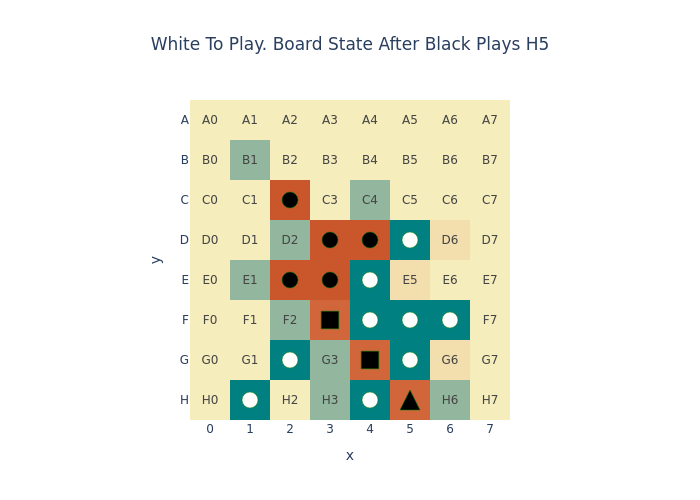 White To Play. Board State After Black Plays H5
A A0 A1 A2 A3 A4 A5 A6 A7
B B0 B1 B2 B3 B4 B5 B6 B7
C C0 C1 C3 C4 C5 C6 C7
D D0 D1 D2 D6 D7
E E0 E1 E5 E6 E7
F F0 F1 F2 F7
G G0 G1 G3 G6 G7
H H0 H2 H3 H6 H7
0 1 2 3 4 5 6 7
x
y